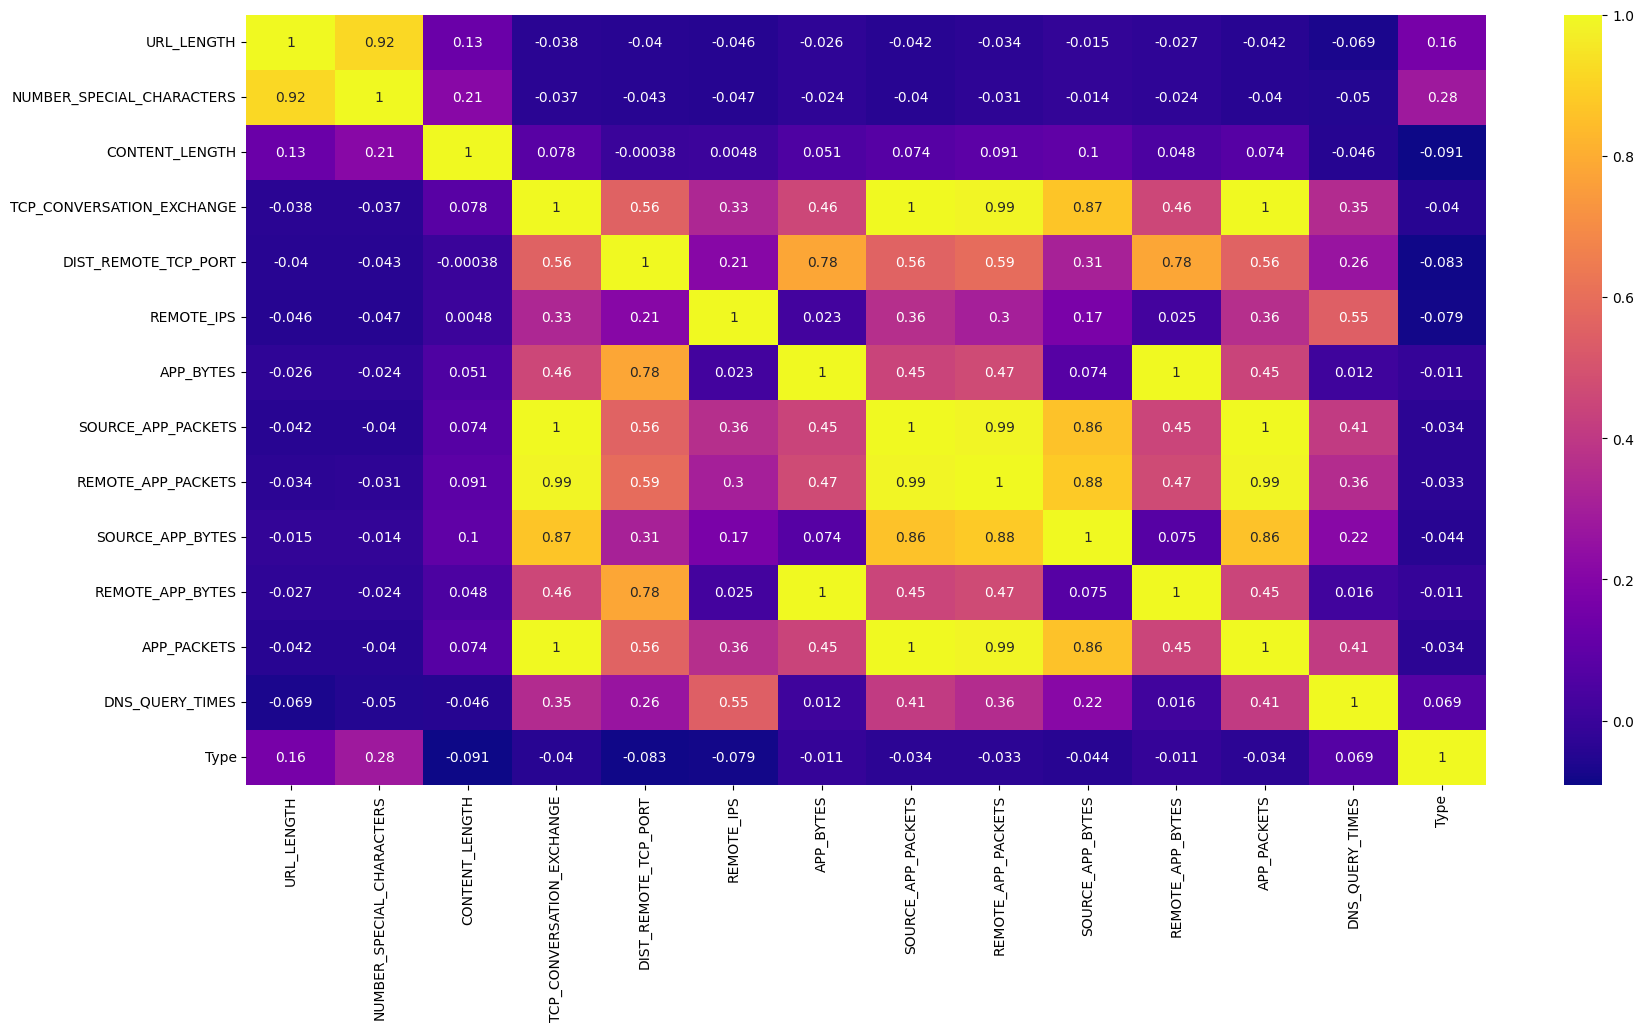 URL_LENGTH 1 0.92 0.13 -0.038 -0.04 -0.046 -0.026 -0.042 -0.034 -0.015 -0.027 -0.042 -0.069 0.16
NUMBER_SPECIAL_CHARACTERS 0.92 1 0.21 -0.037 -0.043 -0.047 -0.024 -0.04 -0.031 -0.014 -0.024 -0.04 -0.05 0.28
CONTENT_LENGTH 0.13 0.21 1 0.078 -0.00038 0.0048 0.051 0.074 0.091 0.1 0.048 0.074 -0.046 -0.091
TCP_CONVERSATION_EXCHANGE -0.038 -0.037 0.078 1 0.56 0.33 0.46 1 0.99 0.87 0.46 1 0.35 -0.04
DIST_REMOTE_TCP_PORT -0.04 -0.043 -0.00038 0.56 1 0.21 0.78 0.56 0.59 0.31 0.78 0.56 0.26 -0.083
REMOTE_IPS -0.046 -0.047 0.0048 0.33 0.21 1 0.023 0.36 0.3 0.17 0.025 0.36 0.55 -0.079
APP_BYTES -0.026 -0.024 0.051 0.46 0.78 0.023 1 0.45 0.47 0.074 1 0.45 0.012 -0.011
SOURCE_APP_PACKETS -0.042 -0.04 0.074 1 0.56 0.36 0.45 1 0.99 0.86 0.45 1 0.41 -0.034
REMOTE_APP_PACKETS -0.034 -0.031 0.091 0.99 0.59 0.3 0.47 0.99 1 0.88 0.47 0.99 0.36 -0.033
SOURCE_APP_BYTES -0.015 -0.014 0.1 0.87 0.31 0.17 0.074 0.86 0.88 1 0.075 0.86 0.22 -0.044
REMOTE_APP_BYTES -0.027 -0.024 0.048 0.46 0.78 0.025 1 0.45 0.47 0.075 1 0.45 0.016 -0.011
APP_PACKETS -0.042 -0.04 0.074 1 0.56 0.36 0.45 1 0.99 0.86 0.45 1 0.41 -0.034
DNS_QUERY_TIMES -0.069 -0.05 -0.046 0.35 0.26 0.55 0.012 0.41 0.36 0.22 0.016 0.41 1 0.069
Type 0.16 0.28 -0.091 -0.04 -0.083 -0.079 -0.011 -0.034 -0.033 -0.044 -0.011 -0.034 0.069 1
URL_LENGTH
NUMBER_SPECIAL_CHARACTERS
CONTENT_LENGTH
TCP_CONVERSATION_EXCHANGE
DIST_REMOTE_TCP_PORT
REMOTE_IPS
APP_BYTES
SOURCE_APP_PACKETS
REMOTE_APP_PACKETS
SOURCE_APP_BYTES
REMOTE_APP_BYTES
APP_PACKETS
DNS_QUERY_TIMES
Type
1.0
0.8
0.6
0.4
0.2
0.0